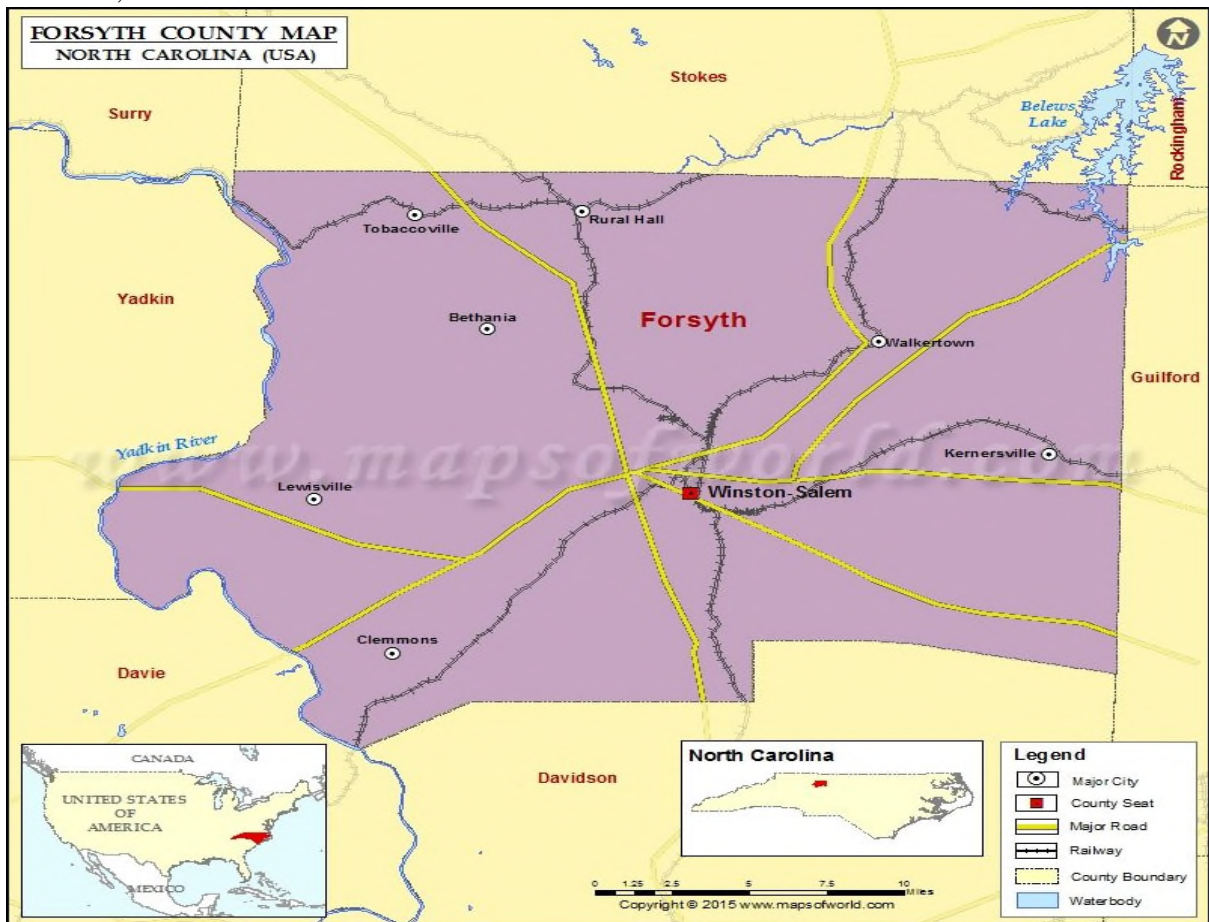 FORSYTH COUNTY MAP
NORTH CAROLINA (USA)
N
Stokes
Surry
Belews
Lake
Rockingham
Tobaccoville
Rural Hall
Yadkin
Bethania
Forsyth
Walkertown
Guilford
Yadkin River
www.mapsofworld.com
Kernersville
Lewisville
Winston-Salem
Clemmons
Davie
Davidson
CANADA
UNITED STATES
OF
AMERICA
MEXICO
North Carolina
Legend
Major City
County Seat
Major Road
Railway
County Boundary
Waterbody
0 1.25 2.5 5 7.5 10
Miles
Copyright © 2015 www.mapsofworld.com